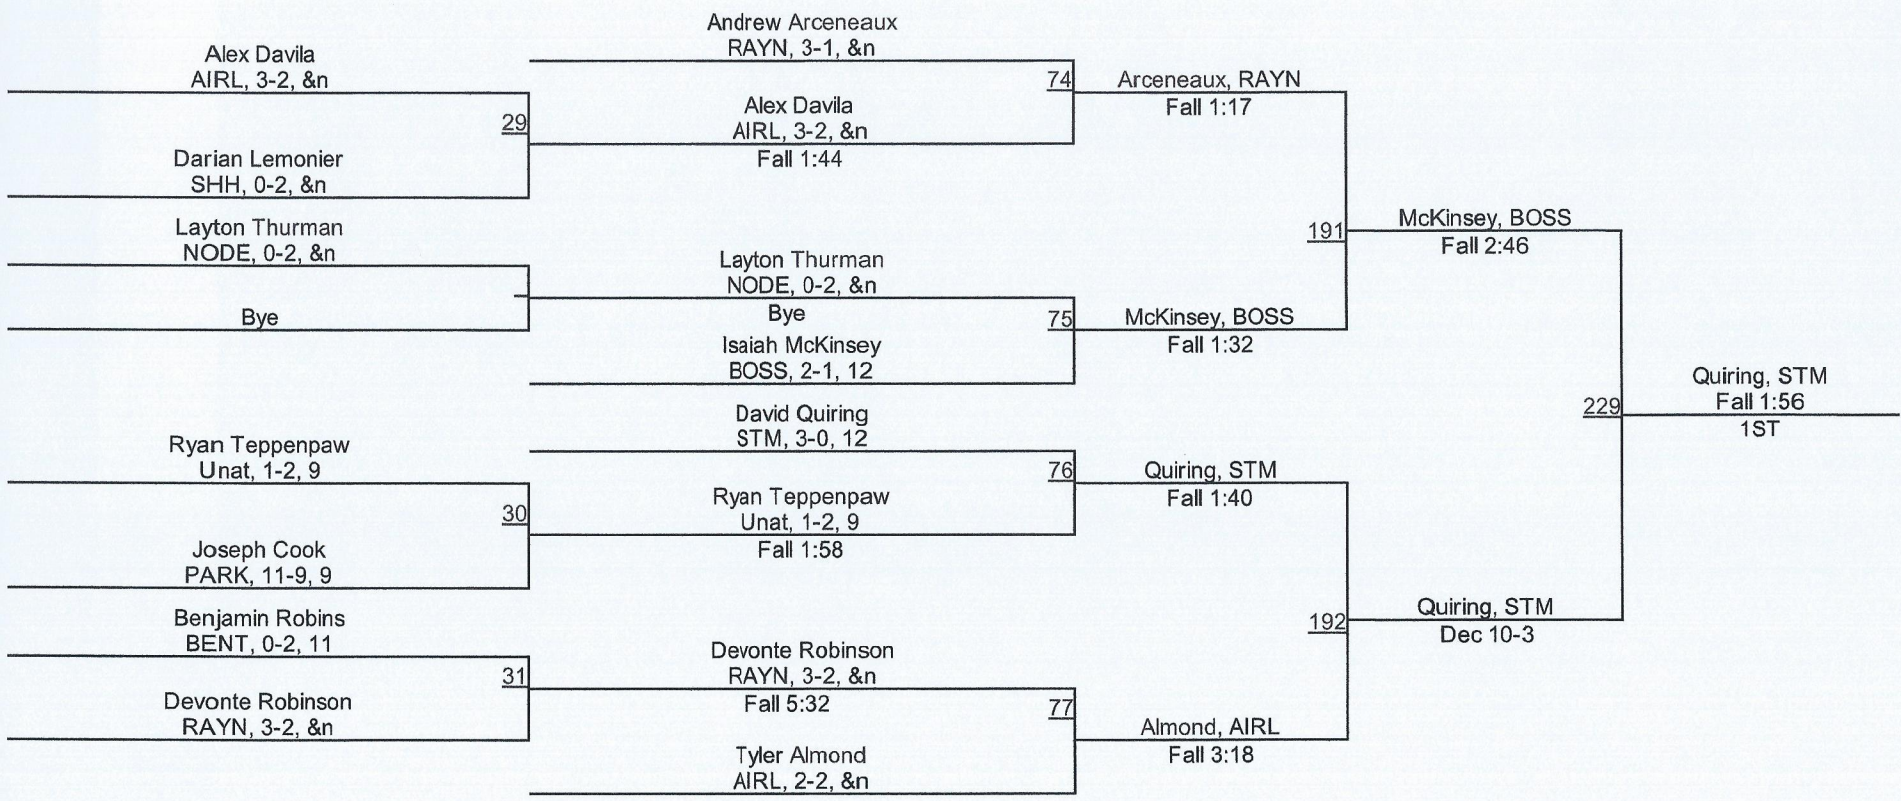 Alex Davila
AIRL, 3-2, &n
29
Darian Lemonier
SHH, 0-2, &n
Layton Thurman
NODE, 0-2, &n
Bye
Ryan Teppenpaw
Unat, 1-2, 9
30
Joseph Cook
PARK, 11-9, 9
Benjamin Robins
BENT, 0-2, 11
31
Devonte Robinson
RAYN, 3-2, &n
Andrew Arceneaux
RAYN, 3-1, &n
74
Alex Davila
AIRL, 3-2, &n
Fall 1:44
Layton Thurman
NODE, 0-2, &n
Bye
75
Isaiah McKinsey
BOSS, 2-1, 12
David Quiring
STM, 3-0, 12
76
Ryan Teppenpaw
Unat, 1-2, 9
Fall 1:58
Devonte Robinson
RAYN, 3-2, &n
Fall 5:32
77
Tyler Almond
AIRL, 2-2, &n
Arceneaux, RAYN
Fall 1:17
191
McKinsey, BOSS
Fall 1:32
Quiring, STM
Fall 1:40
192
Almond, AIRL
Fall 3:18
McKinsey, BOSS
Fall 2:46
229
Quiring, STM
Dec 10-3
Quiring, STM
Fall 1:56
1ST